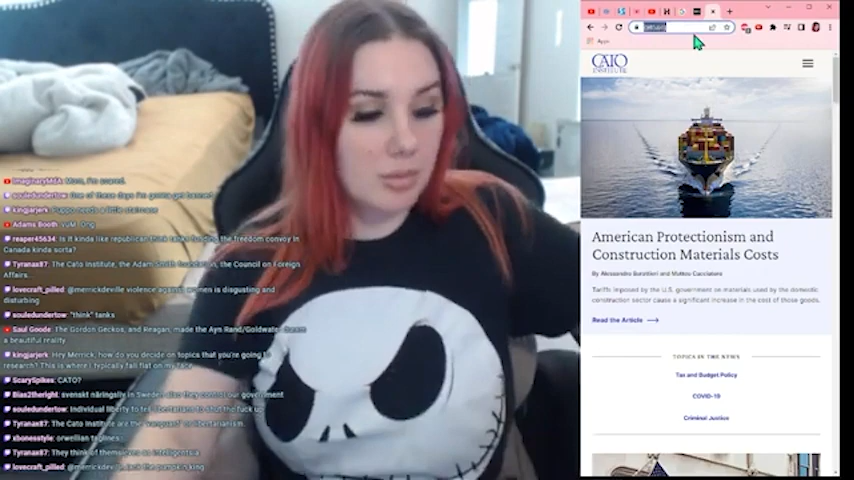 ImaginaryMEA: Mom, I'm scared.
souledundertow: One of these days I'm gonna get banned
kingjarjerk: Puppo needs a little staircase
Adams Booth: yuM. Ong
reaper45634: Is it kinda like republican think tanks funding the freedom convoy in
Canada kinda sorta?
Tyranax87: The Cato Institute, the Adam Smith foundation, the Council on Foreign
Affairs.
lovecraft_pilled: @merrickdeville violence against women is disgusting and
disturbing
souledundertow: "think" tanks
Saul Goode: The Gordon Geckos, and Reagan, made the Ayn Rand/Goldwater dream
a beautiful reality
kingjarjerk: Hey Merrick, how do you decide on topics that you're going to
research? This is where I typically fall flat on my face
ScarySpikes: CATO?
Bias2theright: svenskt näringsliv in Sweden also they control our government
souledundertow: Individual liberty to tell libertarians to shut the fuck up
Tyranax87: The Cato Institute are the "vanguard" of libertarianism.
xbonesstyle: orwellian taglines
Tyranax87: They think of themselves as intelligentsia
lovecraft_pilled: @merrickdeville Jack the pumpkin king
Apps
CATO
INSTITUTE
American Protectionism and
Construction Materials Costs
By Alessandro Barattieri and Matteo Cacciatore
Tariffs imposed by the U.S. government on materials used by the domestic
construction sector cause a significant increase in the cost of those goods.
Read the Article
TOPICS IN THE NEWS
Tax and Budget Policy
COVID-19
Criminal Justice